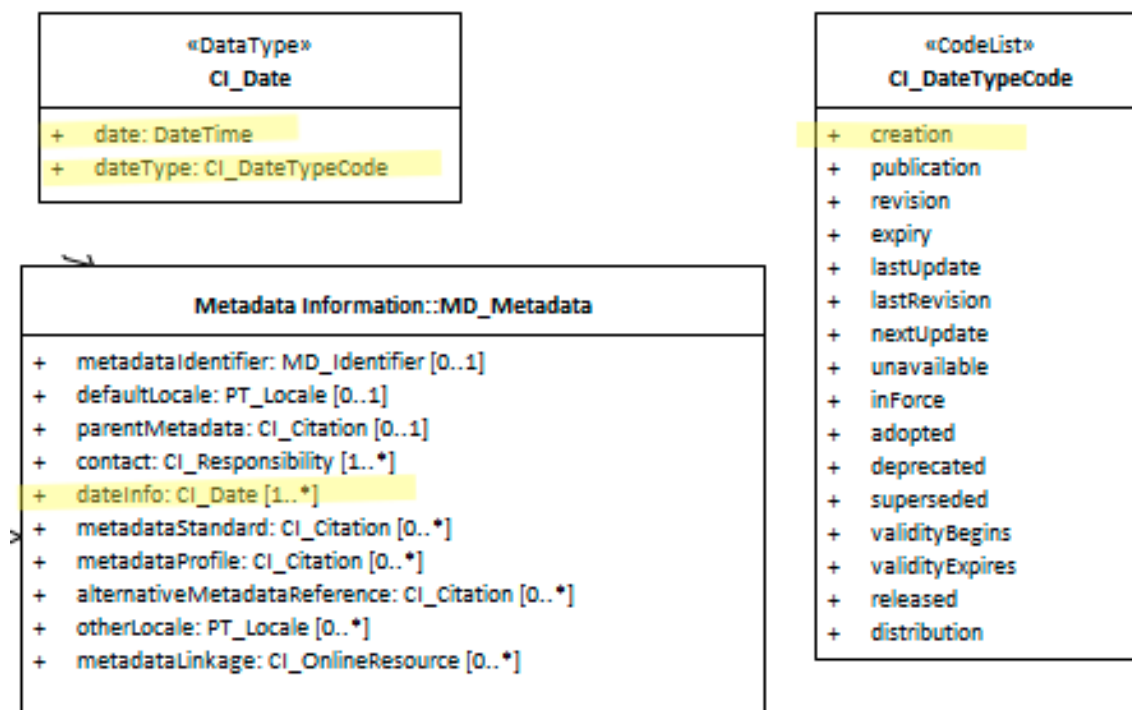 «DataType»
CI_Date
+ date: DateTime
+ dateType: CI_DateTypeCode
«CodeList»
CI_DateTypeCode
+ creation
+ publication
+ revision
+ expiry
+ lastUpdate
+ lastRevision
+ nextUpdate
+ unavailable
+ inForce
+ adopted
+ deprecated
+ superseded
+ validityBegins
+ validityExpires
+ released
+ distribution
Metadata Information::MD_Metadata
+ metadataIdentifier: MD_Identifier [0..1]
+ defaultLocale: PT_Locale [0..1]
+ parentMetadata: CI_Citation [0..1]
+ contact: CI_Responsibility [1..*]
+ dateInfo: CI_Date [1..*]
+ metadataStandard: CI_Citation [0..*]
+ metadataProfile: CI_Citation [0..*]
+ alternativeMetadataReference: CI_Citation [0..*]
+ otherLocale: PT_Locale [0..*]
+ metadataLinkage: CI_OnlineResource [0..*]